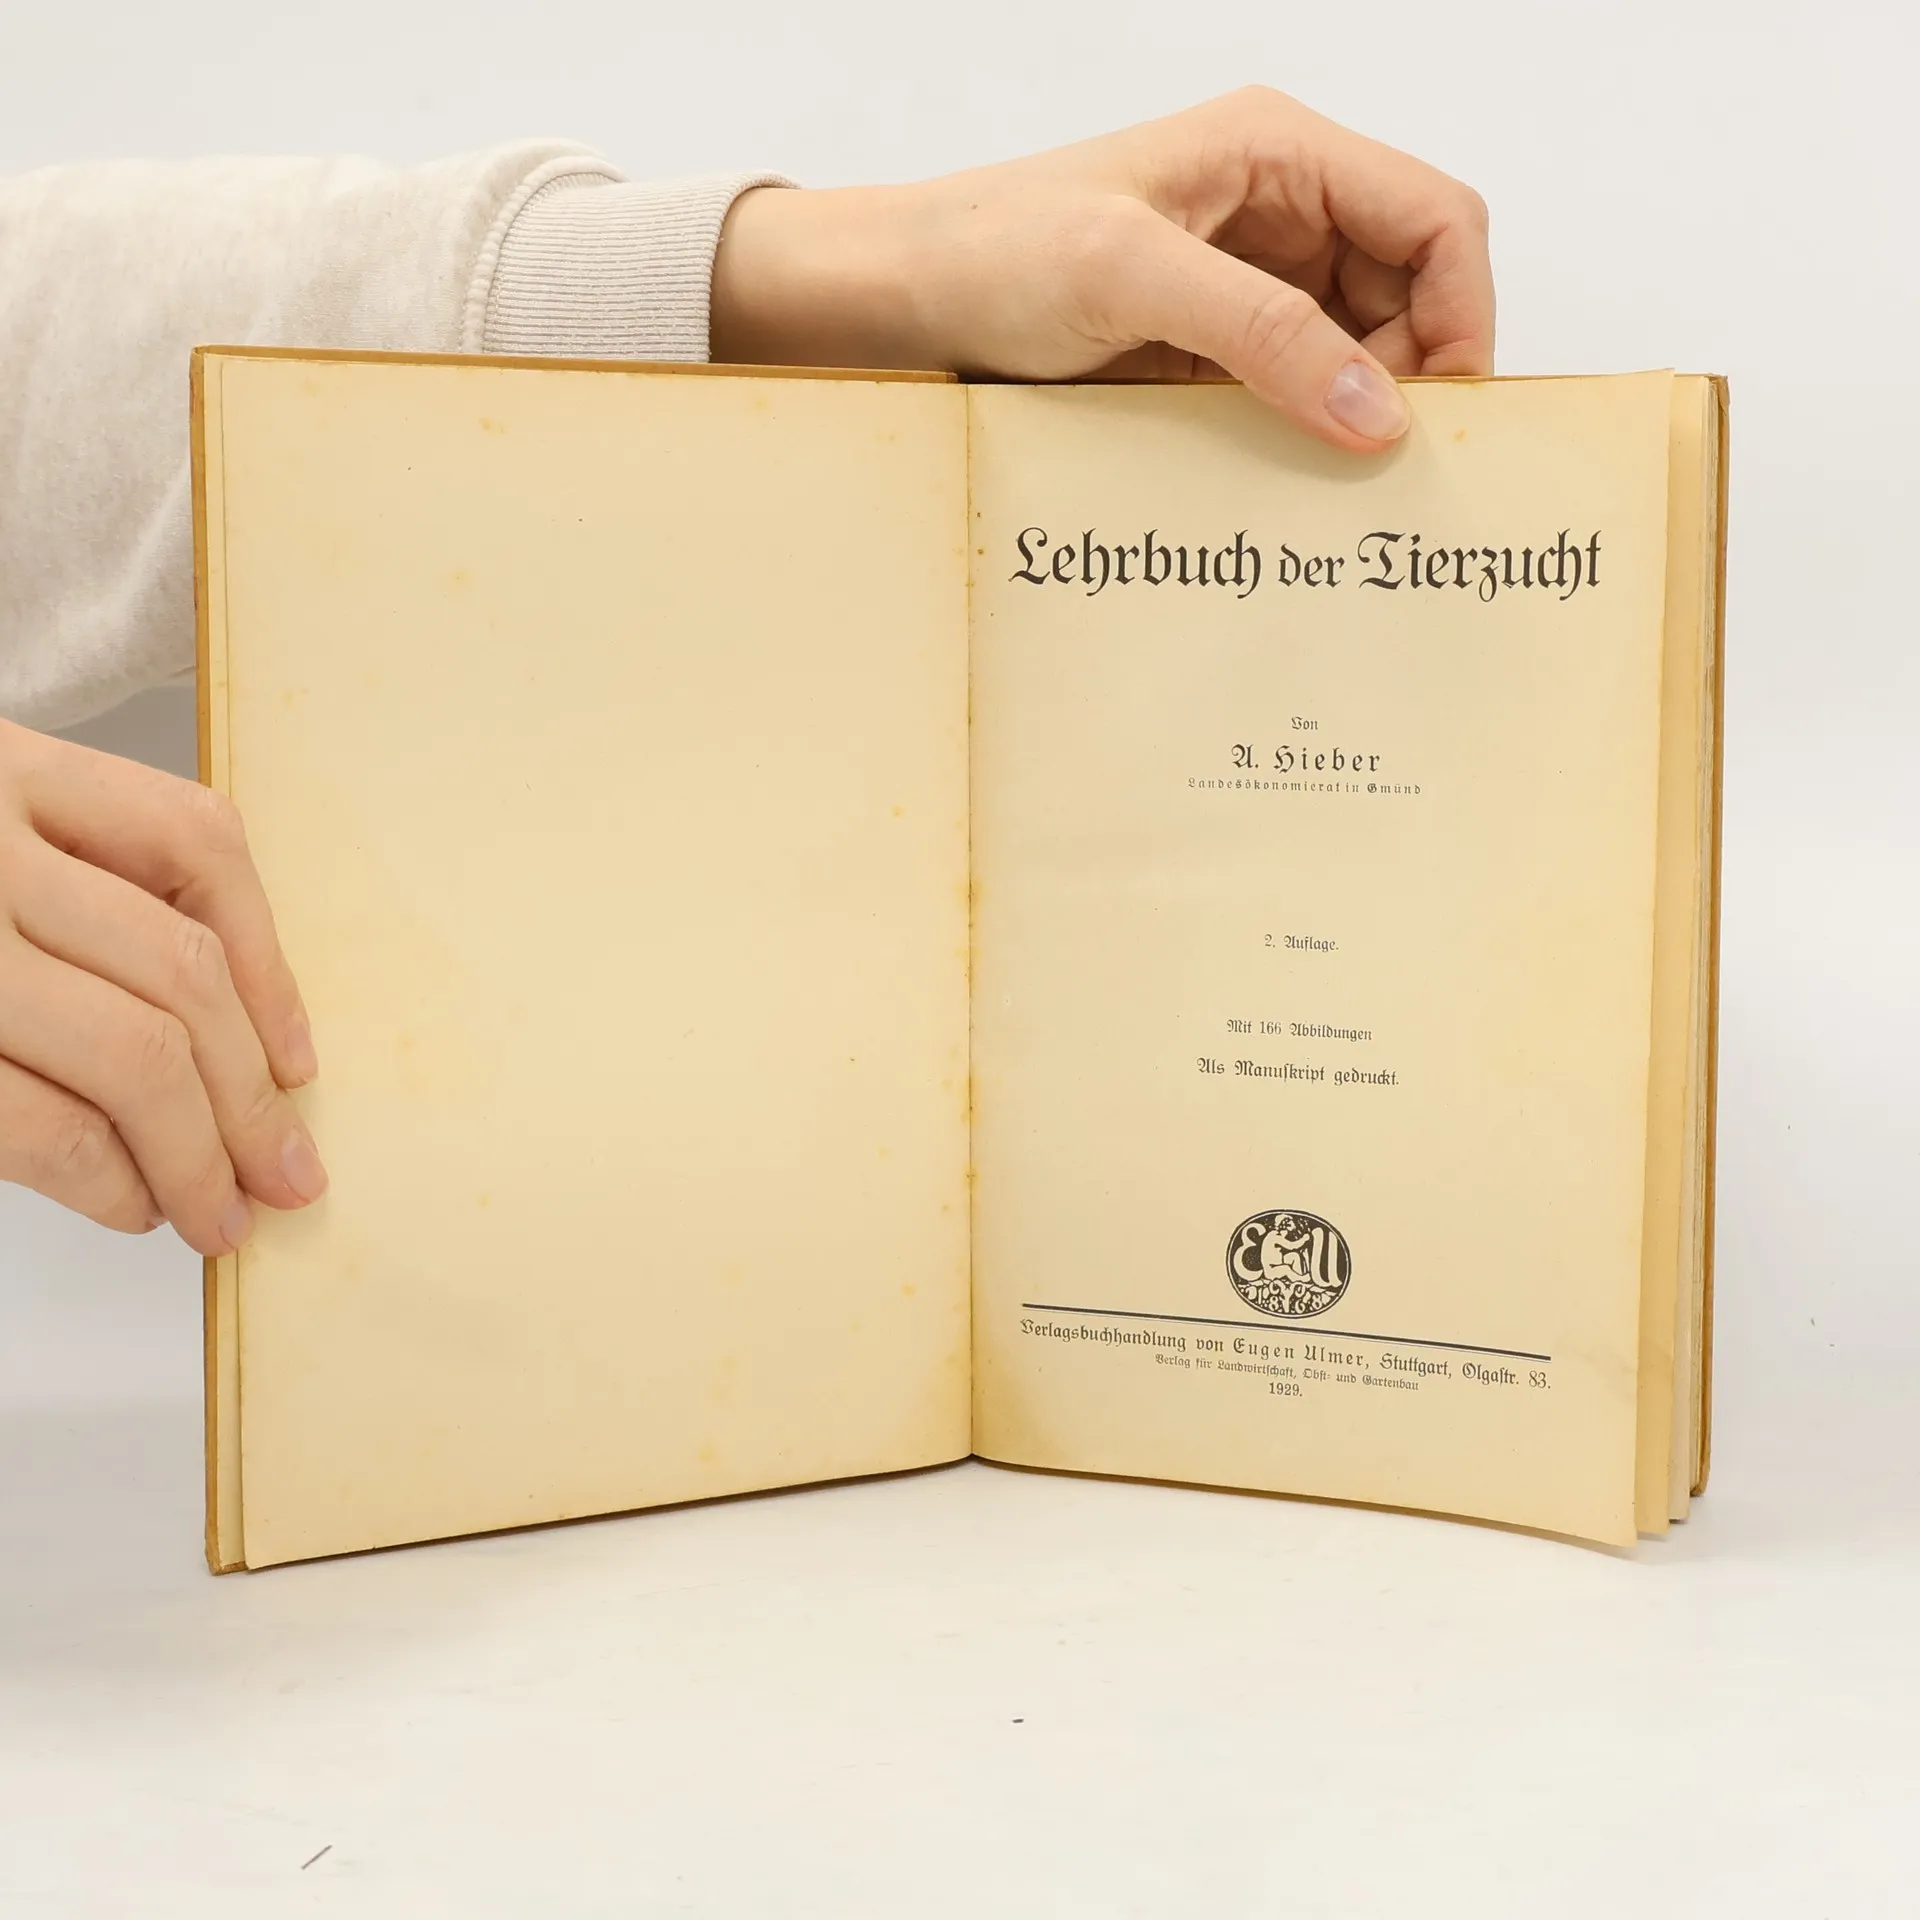 Lehrbuch der Tierzucht
Von
A. Hieber
Landesökonomierat in Gmünd
2. Auflage.
Mit 166 Abbildungen
Als Manuſkript gedruckt.
E U
1868
Verlagsbuchhandlung von Eugen Ulmer, Stuttgart, Olgaſtr. 83.
Verlag für Landwirtſchaft, Obſt- und Gartenbau
1929.